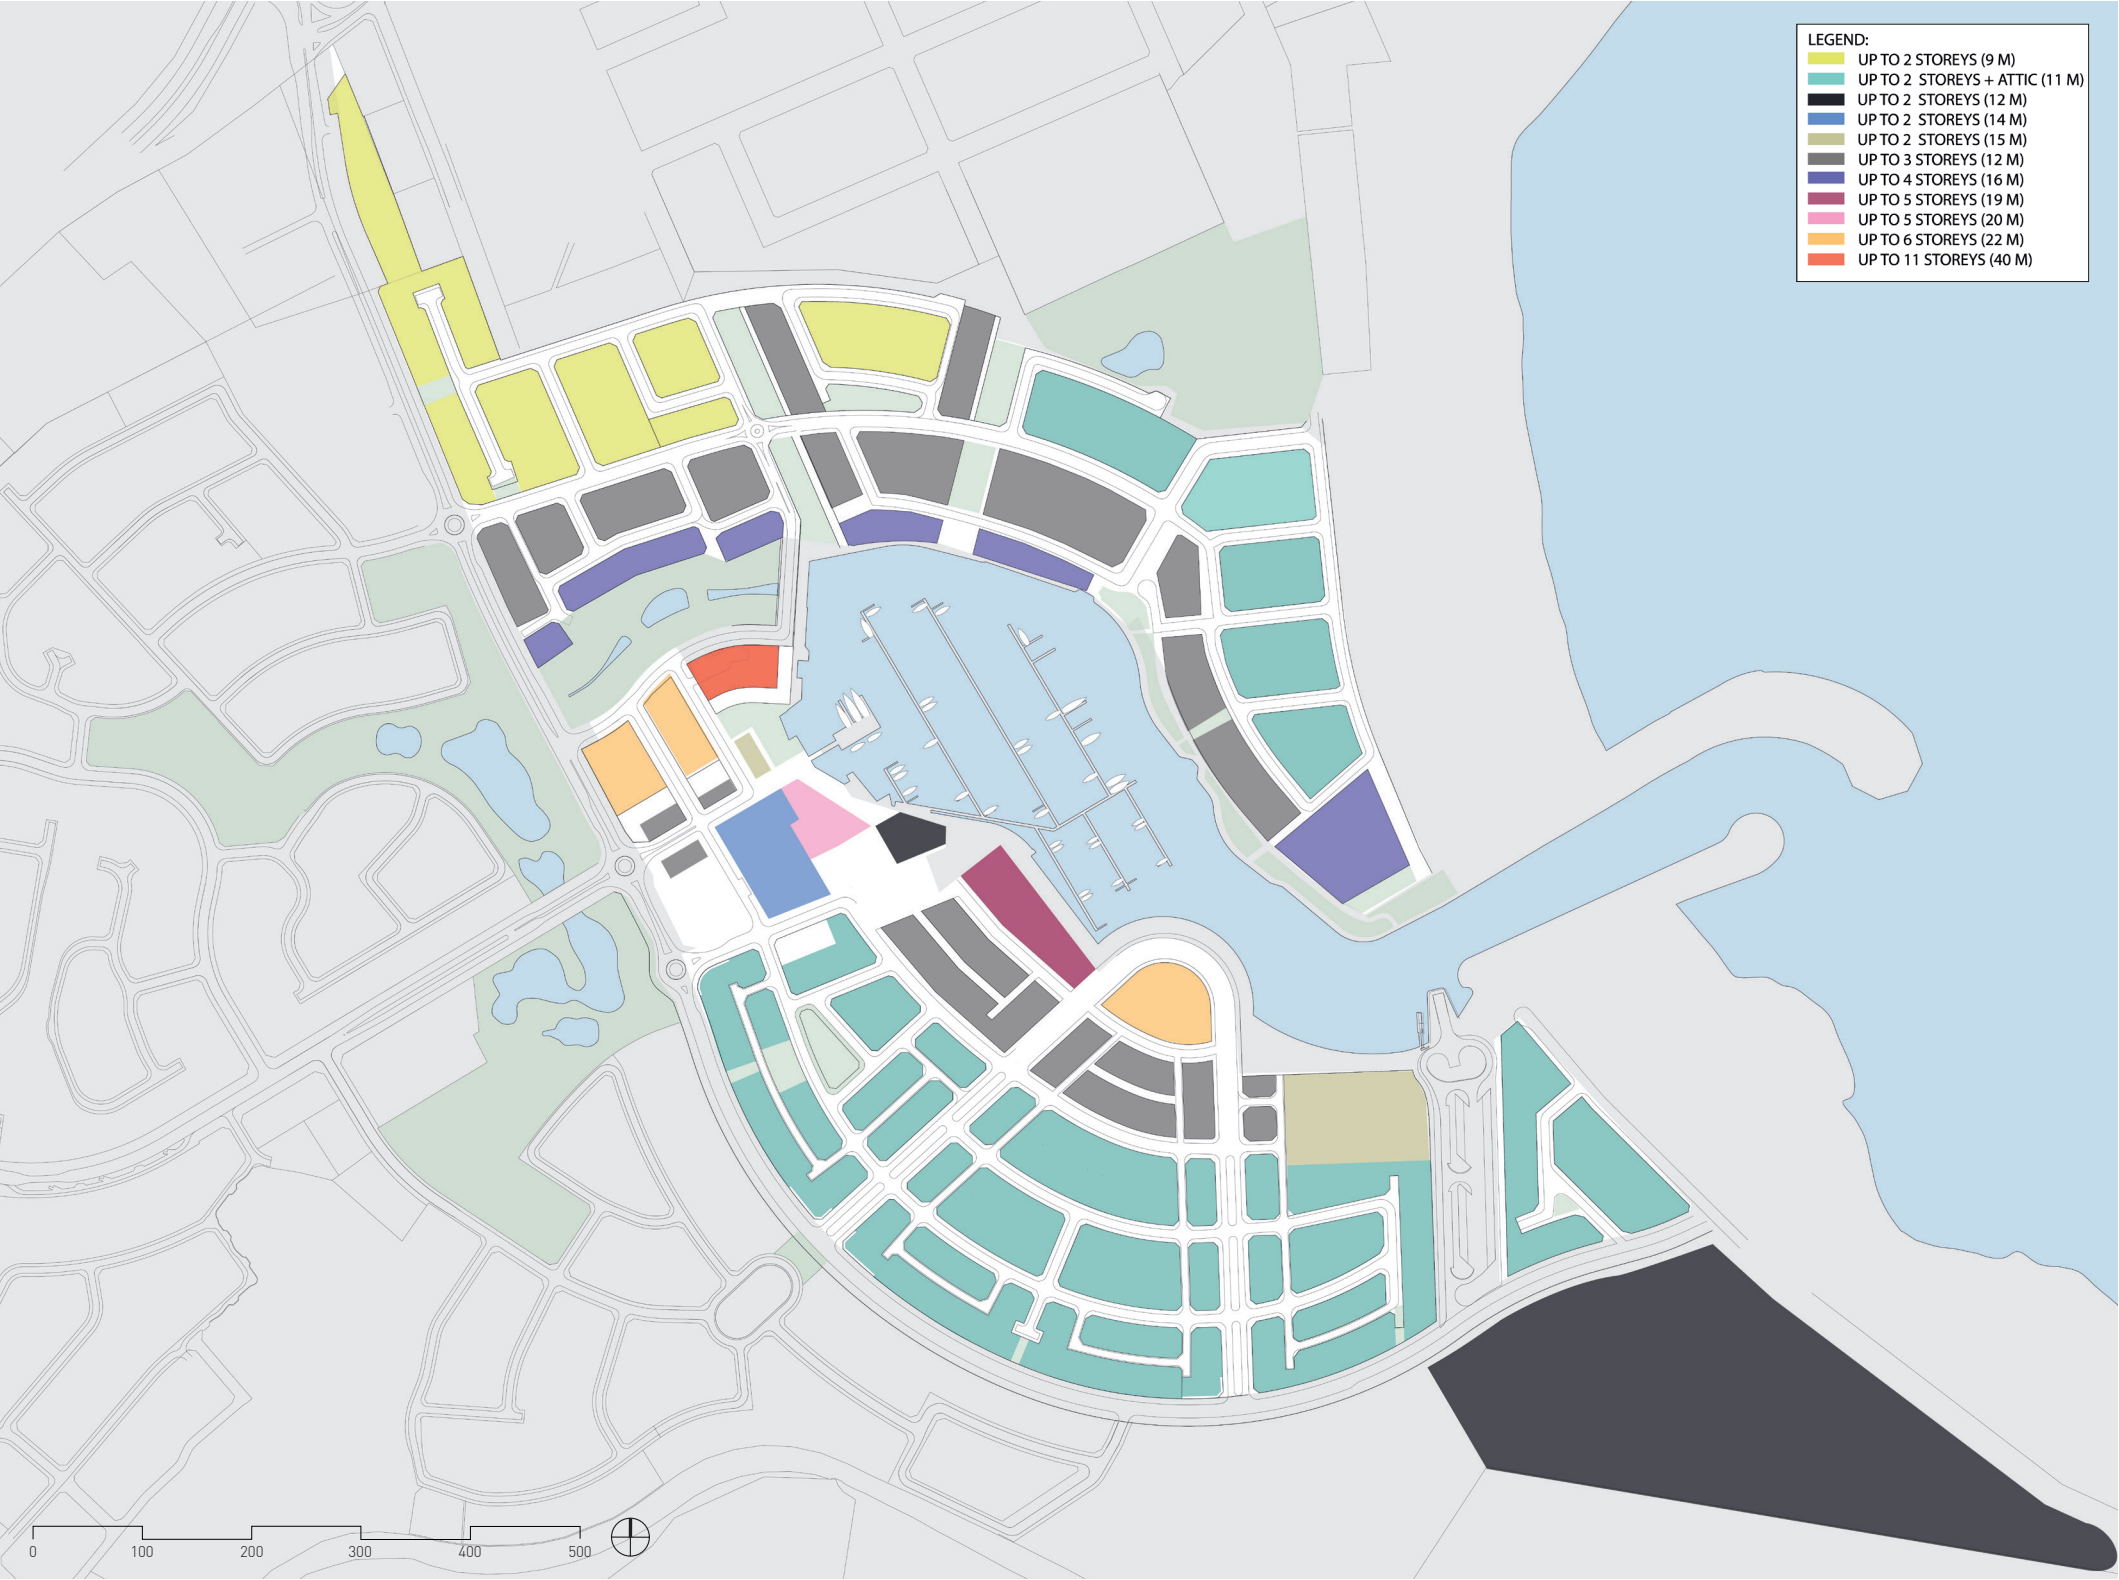 LEGEND:
UP TO 2 STOREYS (9 M)
UP TO 2 STOREYS + ATTIC (11 M)
UP TO 2 STOREYS (12 M)
UP TO 2 STOREYS (14 M)
UP TO 2 STOREYS (15 M)
UP TO 3 STOREYS (12 M)
UP TO 4 STOREYS (16 M)
UP TO 5 STOREYS (19 M)
UP TO 5 STOREYS (20 M)
UP TO 6 STOREYS (22 M)
UP TO 11 STOREYS (40 M)
0 100 200 300 400 500